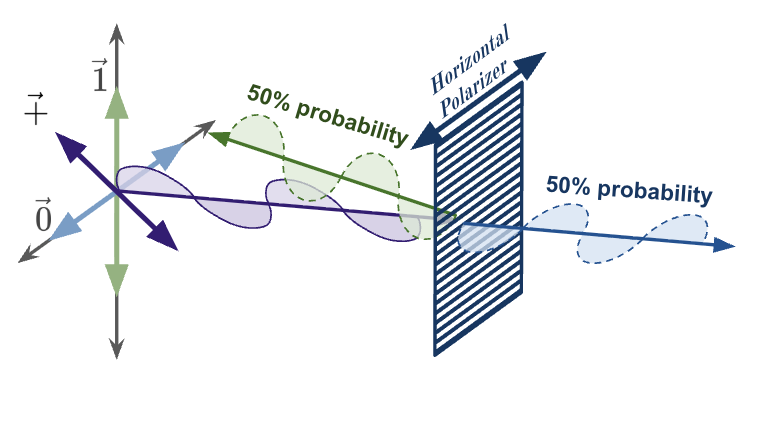 1⃗
+⃗
0⃗
50% probability
Horizontal
Polarizer
50% probability